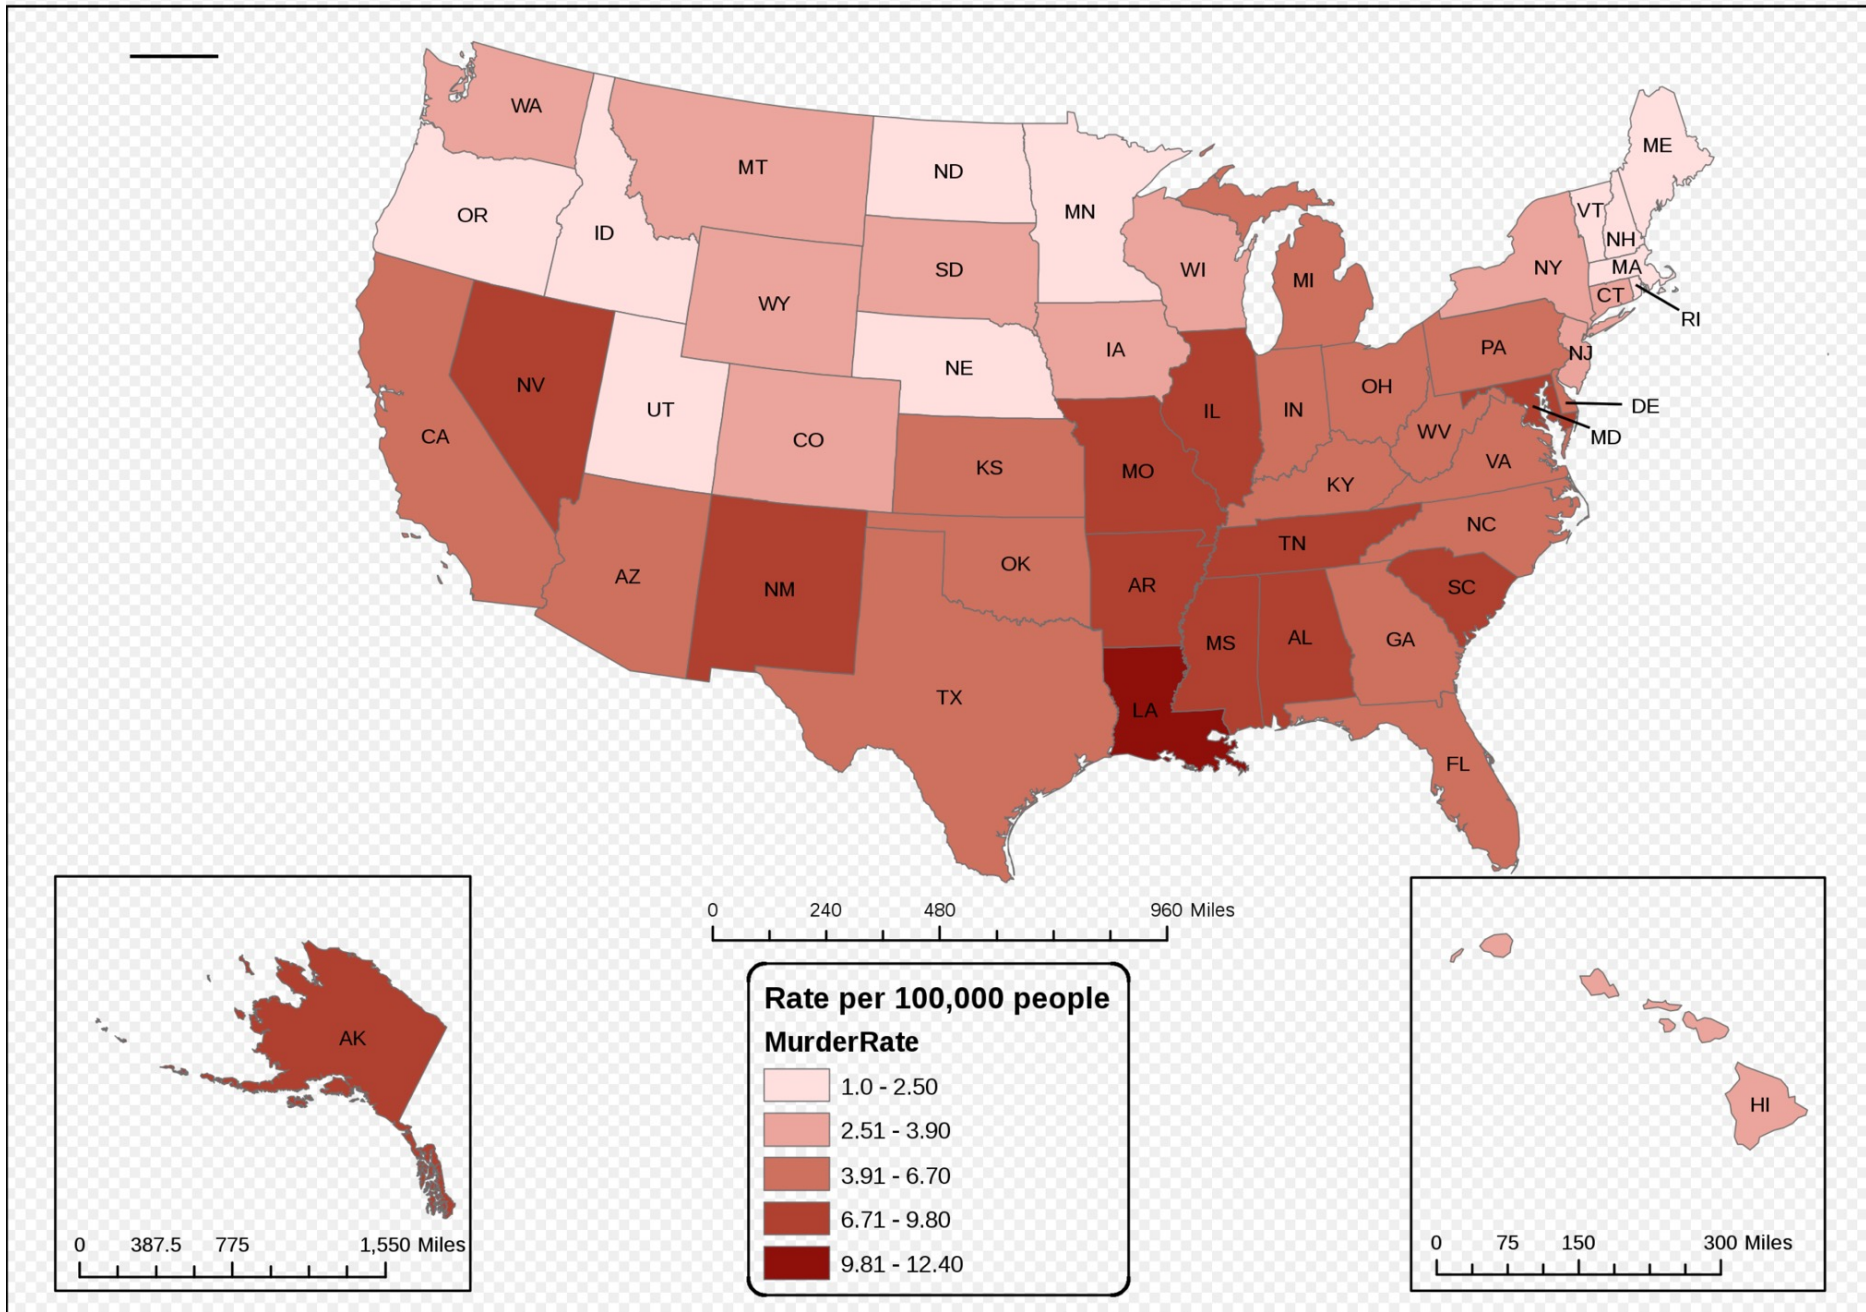 WA
MT
ND
MN
ME
VT
NH
OR
ID
SD
WI
MI
NY
MA
CT
RI
WY
IA
NE
PA
NJ
NV
UT
CO
IL
IN
OH
DE
MD
CA
KS
MO
WV
VA
KY
NC
AZ
NM
OK
AR
TN
SC
TX
MS
AL
GA
LA
FL
0 240 480 960 Miles
AK
0 387.5 775 1,550 Miles
Rate per 100,000 people
MurderRate
1.0 - 2.50
2.51 - 3.90
3.91 - 6.70
6.71 - 9.80
9.81 - 12.40
HI
0 75 150 300 Miles